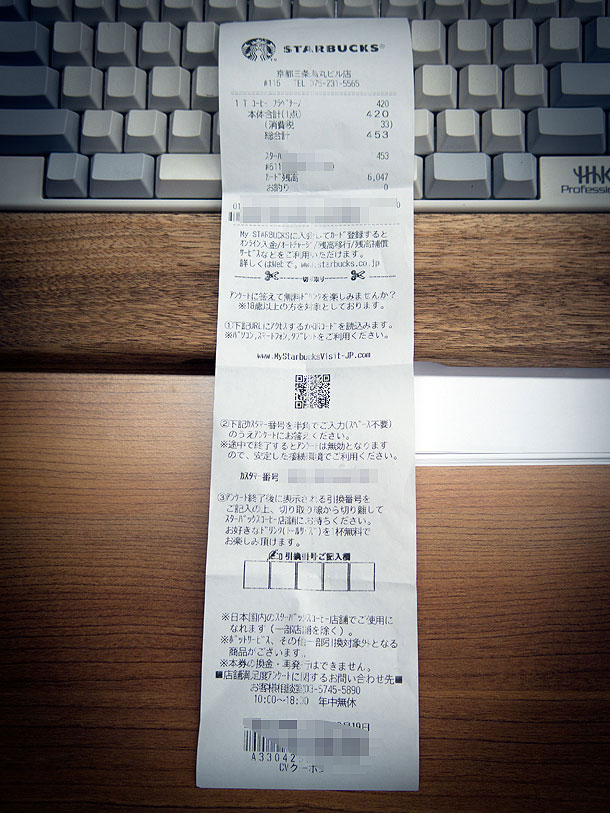 STARBUCKS®
京都三条烏丸ビル店
#116 TEL 075-231-5565
1 T コーヒー フラペチーノ 420
本体合計(1点) 420
(消費税 33)
総合計 453
スターバ 453
#611
カード残高 6,047
お釣り 0
01 0
My STARBUCKSに入会してカード登録すると
オンライン入金/オートチャージ/残高移行/残高補償
サービスなどをご利用いただけます。
詳しくはWebで。www.starbucks.co.jp
切り取り
アンケートに答えて無料ドリンクを楽しみませんか?
※18歳以上の方を対象としております。
①下記URLにアクセスするかQRコードを読込みます。
※パソコン,スマートフォン,タブレットをご利用ください。
www.MyStarbucksVisit-JP.com
②下記カスタマー番号を半角でご入力(スペース不要)
のうえアンケートにお答えください。
※途中で終了するとアンケートは無効となります
ので、安定した接続環境でご利用ください。
カスタマー番号
③アンケート終了後に表示される引換番号を
ご記入の上、切り取り線から切り離して
スターバックスコーヒー店舗にお持ちください。
お好きなドリンク(トールサイズ)を1杯無料で
お楽しみ頂けます。
引換番号ご記入欄
※日本国内のスターバックスコーヒー店舗でご使用に
なれます(一部店舗を除く)。
※ポットサービス、その他一部引換対象外となる
商品がございます。
※本券の換金・再発行はできません。
■店舗満足度アンケートに関するお問い合わせ先■
お客様相談室03-5745-5890
10:00〜18:00 年中無休
月19日
A33042
CVクーポン
HHK
Professio